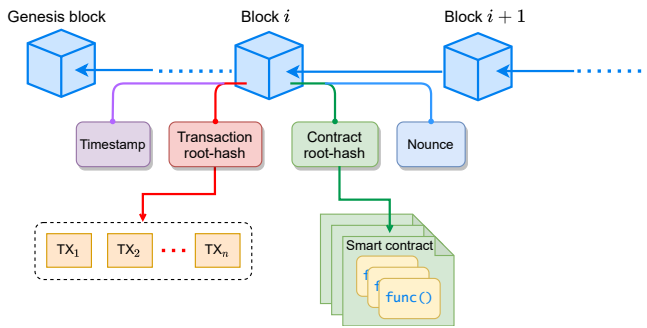 Genesis block
Block i
Block i + 1
Timestamp
Transaction
root-hash
Contract
root-hash
Nounce
TX₁
TX₂
TXₙ
Smart contract
f
f
func()